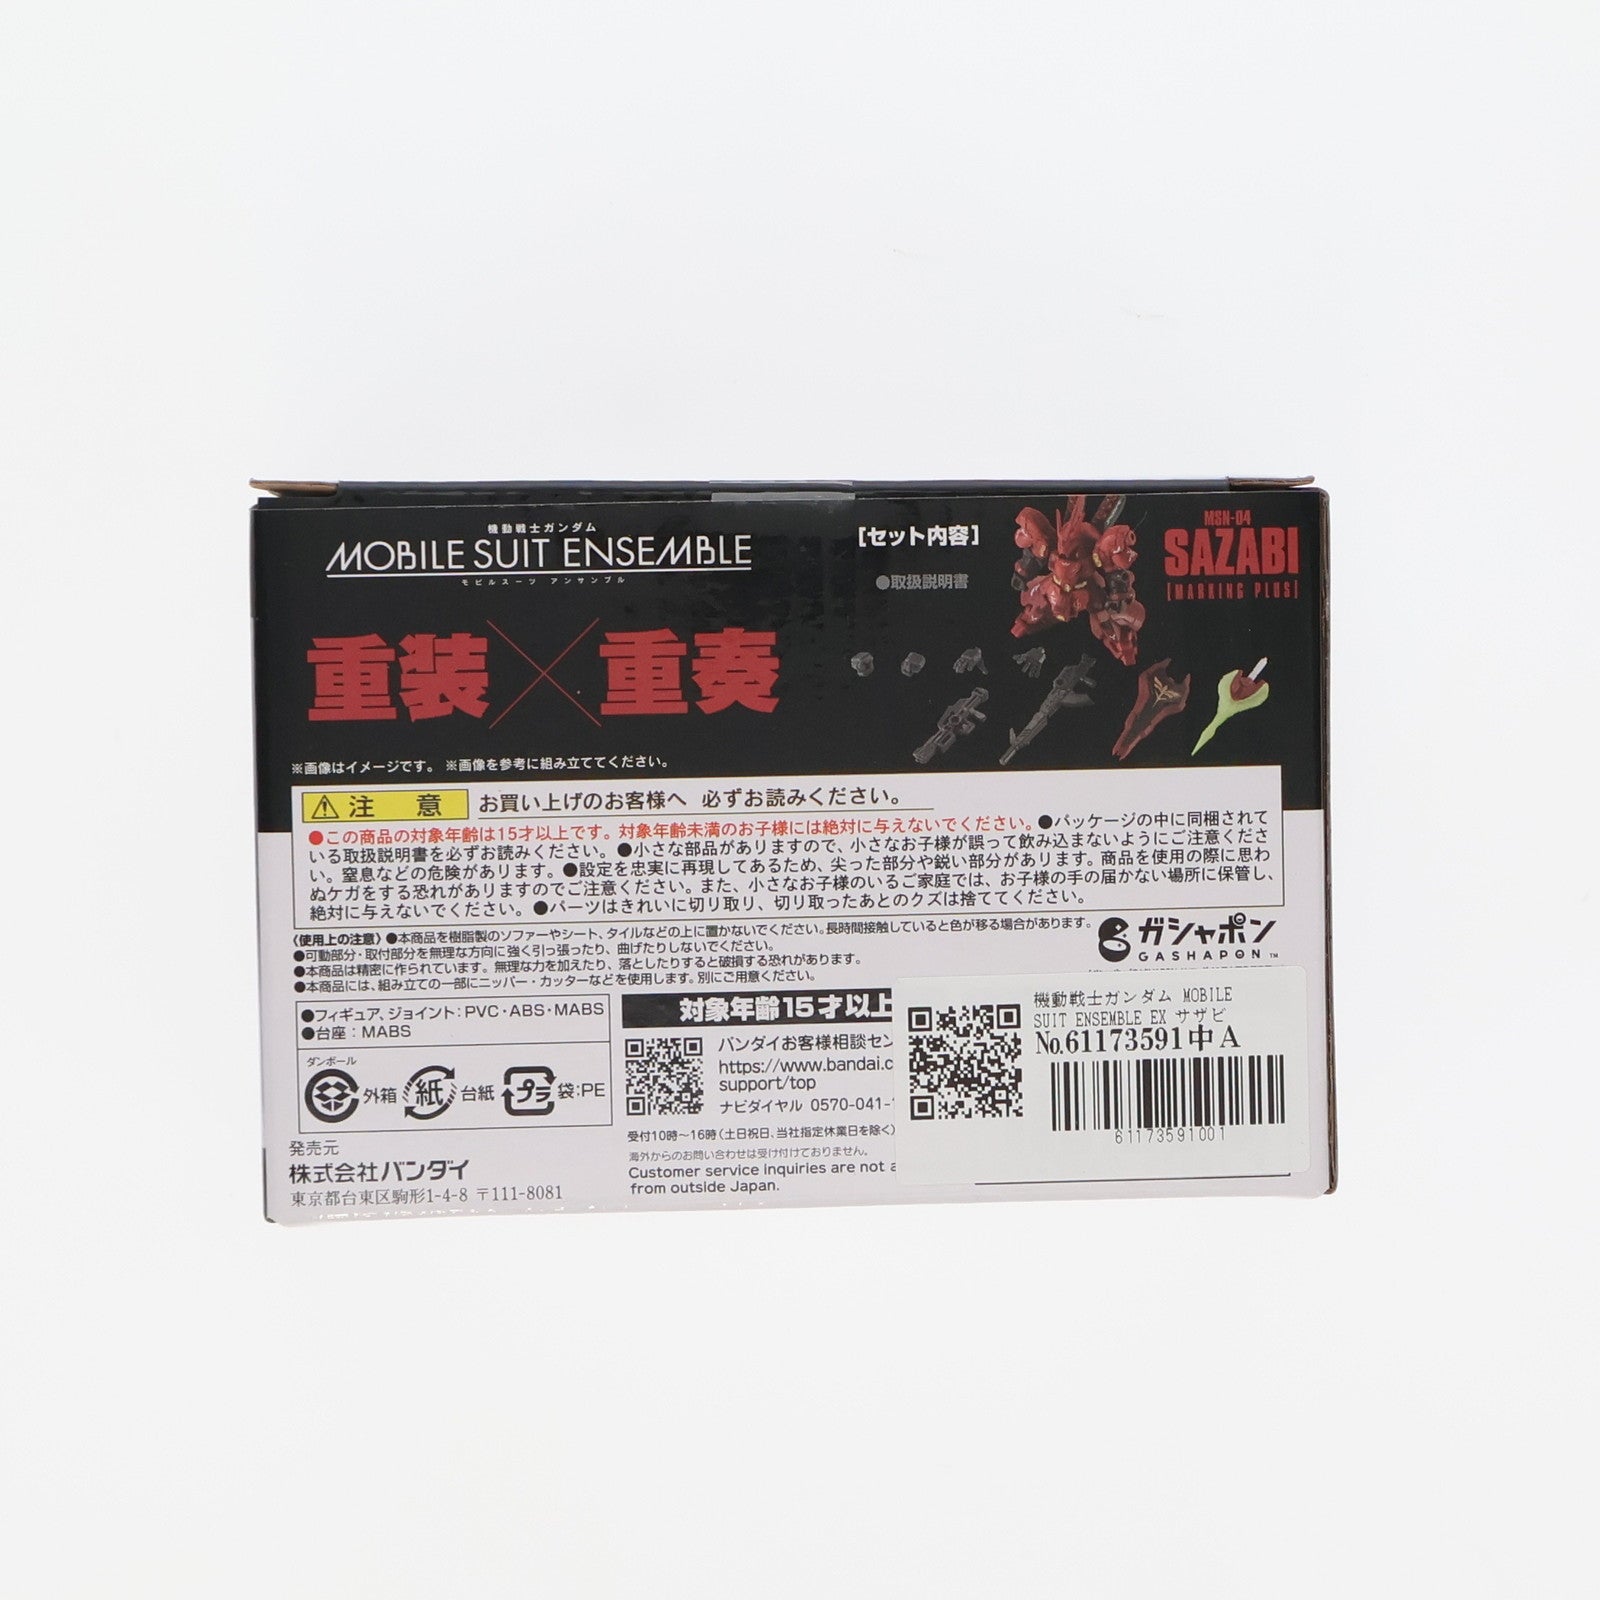 機動戦士ガンダム
MOBILE SUIT ENSEMBLE
モビルスーツ アンサンブル
重装×重奏
※画像はイメージです。 ※画像を参考に組み立ててください。
[セット内容]
●取扱説明書
MSN-04
SAZABI
[MARKING PLUS]
注 意 お買い上げのお客様へ 必ずお読みください。
●この商品の対象年齢は15才以上です。対象年齢未満のお子様には絶対に与えないでください。●パッケージの中に同梱されて
いる取扱説明書を必ずお読みください。●小さな部品がありますので、小さなお子様が誤って飲み込まないようにご注意くださ
い。窒息などの危険があります。●設定を忠実に再現してあるため、尖った部分や鋭い部分があります。商品を使用の際に思わ
ぬケガをする恐れがありますのでご注意ください。また、小さなお子様のいるご家庭では、お子様の手の届かない場所に保管し、
絶対に与えないでください。●パーツはきれいに切り取り、切り取ったあとのクズは捨ててください。
〈使用上の注意〉●本商品を樹脂製のソファーやシート、タイルなどの上に置かないでください。長時間接触していると色が移る場合があります。
●可動部分・取付部分を無理な方向に強く引っ張ったり、曲げたりしないでください。
●本商品は精密に作られています。無理な力を加えたり、落としたりすると破損する恐れがあります。
●本商品には、組み立ての一部にニッパー・カッターなどを使用します。別にご用意ください。
ガシャポン
GASHAPON™
●フィギュア、ジョイント:PVC・ABS・MABS
●台座:MABS
ダンボール
外箱 紙 台紙 プラ 袋:PE
発売元
株式会社バンダイ
東京都台東区駒形1-4-8 〒111-8081
対象年齢15才以上
バンダイお客様相談セン
https://www.bandai.c
support/top
ナビダイヤル 0570-041-
受付10時〜16時(土日祝日、当社指定休業日を除く)
海外からのお問い合わせは受け付けておりません。
Customer service inquiries are not a
from outside Japan.
機動戦士ガンダム MOBILE
SUIT ENSEMBLE EX サザビ
No.61173591中A
61173591001